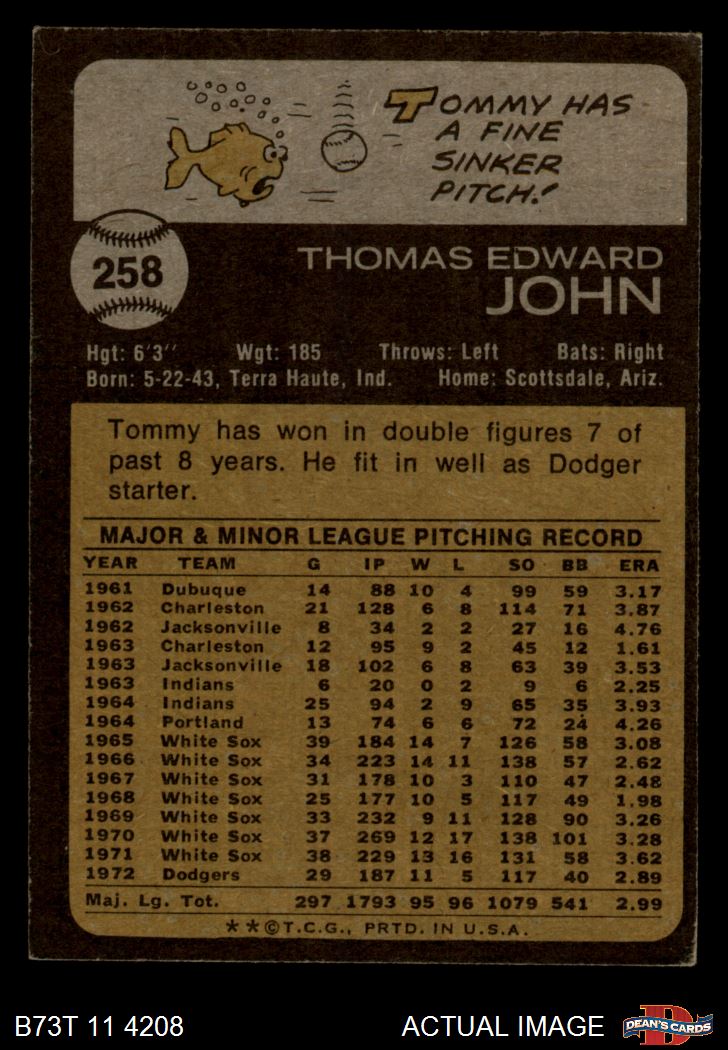 TOMMY HAS
A FINE
SINKER
PITCH!
258
THOMAS EDWARD
JOHN
Hgt: 6'3" Wgt: 185 Throws: Left Bats: Right
Born: 5-22-43, Terra Haute, Ind. Home: Scottsdale, Ariz.
Tommy has won in double figures 7 of
past 8 years. He fit in well as Dodger
starter.
MAJOR & MINOR LEAGUE PITCHING RECORD
YEAR TEAM G IP W L SO BB ERA
1961 Dubuque 14 88 10 4 99 59 3.17
1962 Charleston 21 128 6 8 114 71 3.87
1962 Jacksonville 8 34 2 2 27 16 4.76
1963 Charleston 12 95 9 2 45 12 1.61
1963 Jacksonville 18 102 6 8 63 39 3.53
1963 Indians 6 20 0 2 9 6 2.25
1964 Indians 25 94 2 9 65 35 3.93
1964 Portland 13 74 6 6 72 24 4.26
1965 White Sox 39 184 14 7 126 58 3.08
1966 White Sox 34 223 14 11 138 57 2.62
1967 White Sox 31 178 10 3 110 47 2.48
1968 White Sox 25 177 10 5 117 49 1.98
1969 White Sox 33 232 9 11 128 90 3.26
1970 White Sox 37 269 12 17 138 101 3.28
1971 White Sox 38 229 13 16 131 58 3.62
1972 Dodgers 29 187 11 5 117 40 2.89
Maj. Lg. Tot. 297 1793 95 96 1079 541 2.99
**©T.C.G., PRTD. IN U.S.A.
B73T 11 4208 ACTUAL IMAGE D DEAN'S CARDS